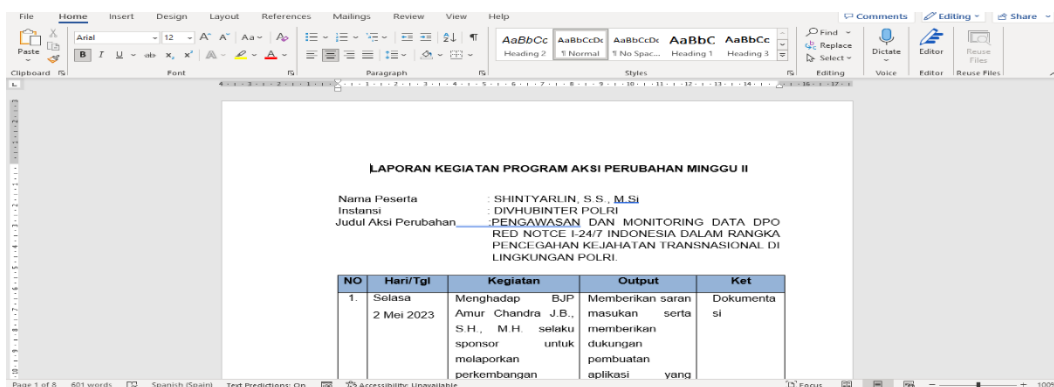 File Home Insert Design Layout References Mailings Review View Help Comments Editing Share
Arial 12 Find
Paste AaBbCc AaBbCcDc AaBbCcDc AaBbC AaBbCc Replace Dictate Editor Reuse Files
Heading 2 ¶ Normal ¶ No Spac... Heading 1 Heading 3 Select
Clipboard Font Paragraph Styles Editing Voice Editor Reuse Files
LAPORAN KEGIATAN PROGRAM AKSI PERUBAHAN MINGGU II
Nama Peserta : SHINTYARLIN, S.S., M.Si
Instansi : DIVHUBINTER POLRI
Judul Aksi Perubahan :PENGAWASAN DAN MONITORING DATA DPO
RED NOTCE I-24/7 INDONESIA DALAM RANGKA
PENCEGAHAN KEJAHATAN TRANSNASIONAL DI
LINGKUNGAN POLRI.
NO Hari/Tgl Kegiatan Output Ket
1. Selasa Menghadap BJP Memberikan saran Dokumenta
2 Mei 2023 Amur Chandra J.B., masukan serta si
S.H., M.H. selaku memberikan
sponsor untuk dukungan
melaporkan pembuatan
perkembangan aplikasi yang
Page 1 of 8 601 words Spanish (Spain) Text Predictions: On Accessibility: Unavailable Focus